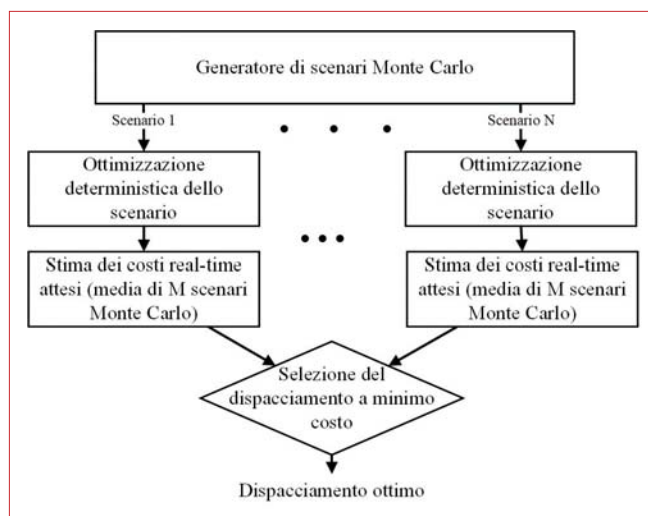 Generatore di scenari Monte Carlo
Scenario 1
Scenario N
Ottimizzazione
deterministica dello
scenario
Ottimizzazione
deterministica dello
scenario
Stima dei costi real-time
attesi (media di M scenari
Monte Carlo)
Stima dei costi real-time
attesi (media di M scenari
Monte Carlo)
Selezione del
dispacciamento a minimo
costo
Dispacciamento ottimo